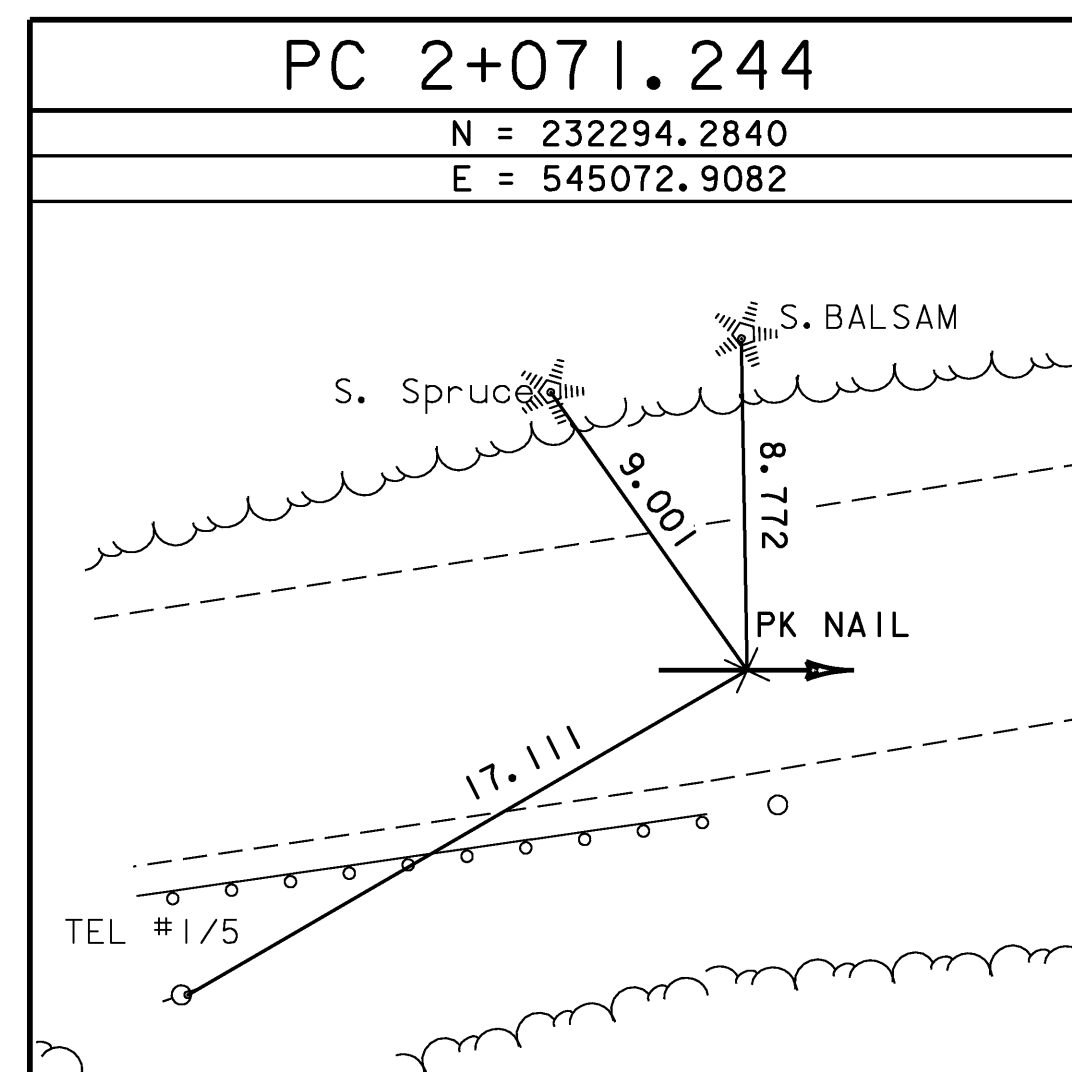 PC 2+071.244
N = 232294.2840
E = 545072.9082
S. BALSAM
S. Spruce
9.001
8.772
PK NAIL
17.111
TEL #1/5